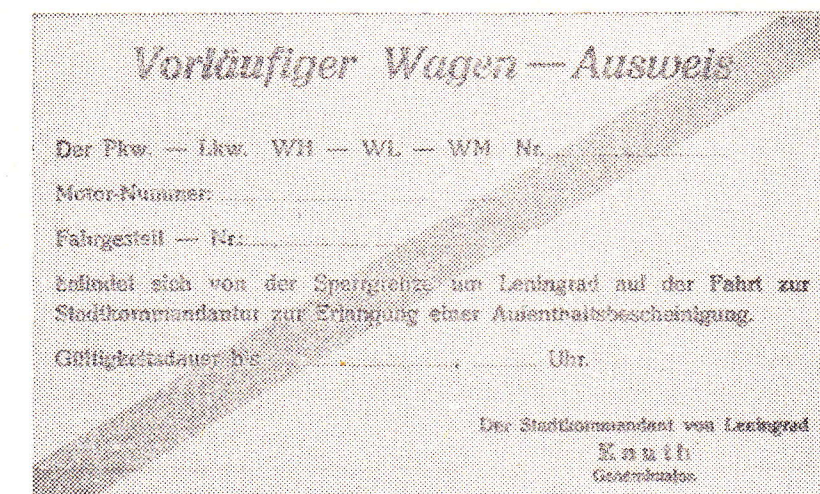 Vorläufiger Wagen — Ausweis
Der Pkw. — Lkw. WH — WL — WM Nr.
Motor-Nummer:
Fahrgestell — Nr.:
befindet sich von der Sperrgrenze um Leningrad auf der Fahrt zur
Stadtkommandantur zur Erlangung einer Aufenthaltsbescheinigung.
Gültigkeitsdauer bis , Uhr.
Der Stadtkommandant von Leningrad
Knuth
Generalmajor